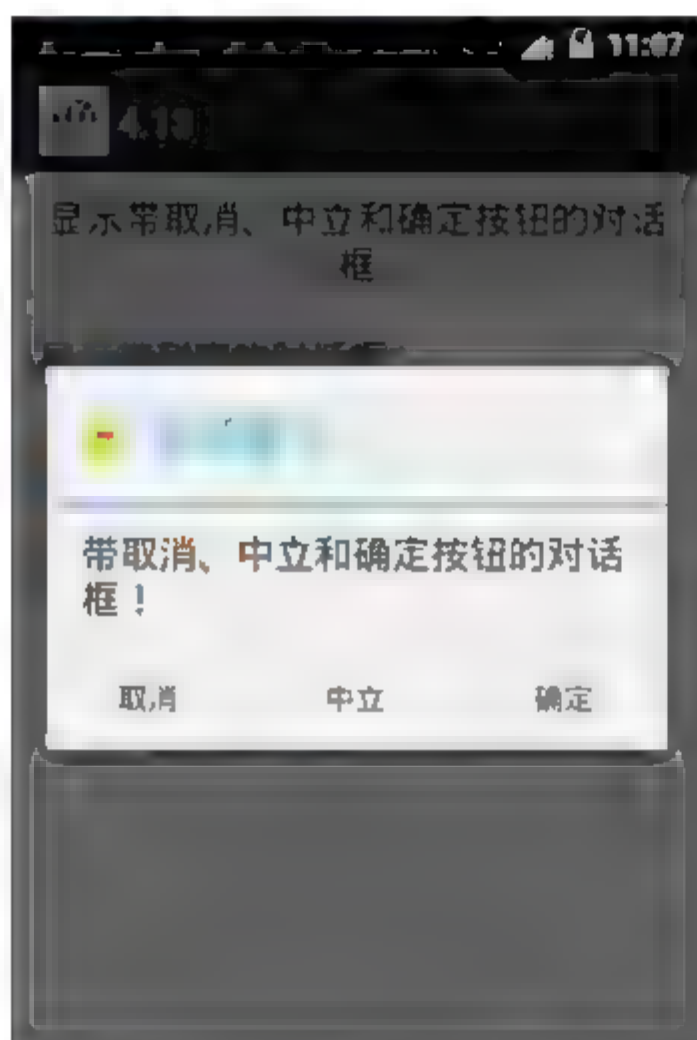 11:07
4.13
显示带取消、中立和确定按钮的对话
框
带取消、中立和确定按钮的对话
框！
取消 中立 确定